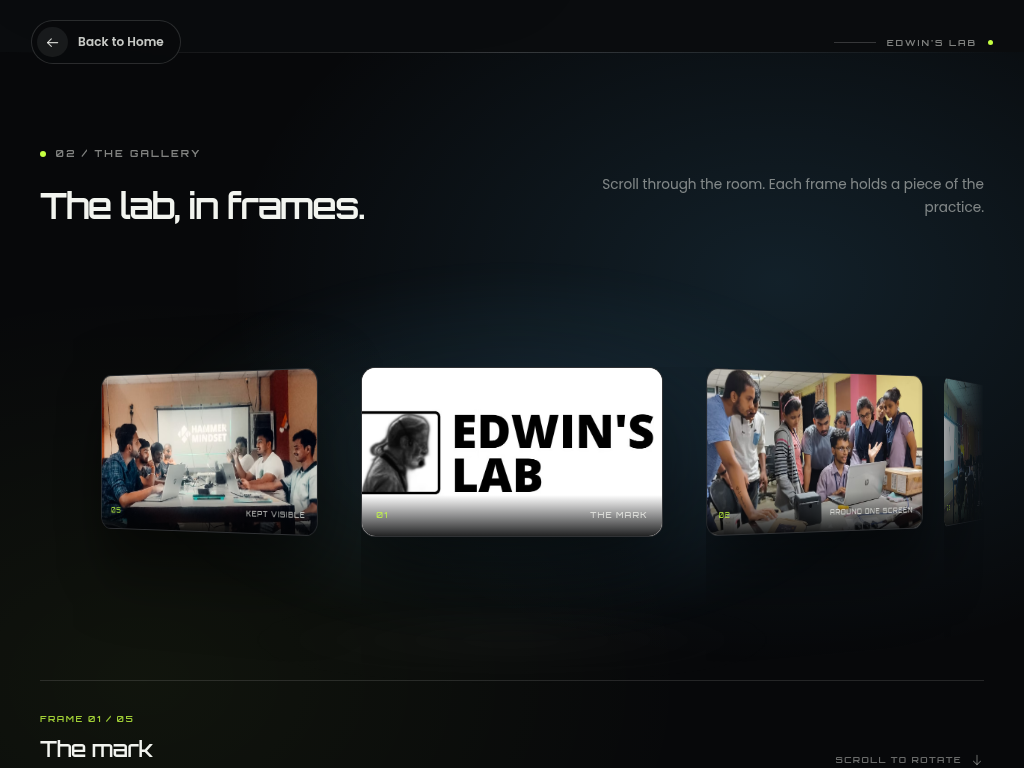 Back to Home
EDWIN'S LAB
02 / THE GALLERY
The lab, in frames.
Scroll through the room. Each frame holds a piece of the
practice.
HAMMER
MINDSET
05
KEPT VISIBLE
EDWIN'S
LAB
01
THE MARK
02
AROUND ONE SCREEN
FRAME 01 / 05
The mark
SCROLL TO ROTATE